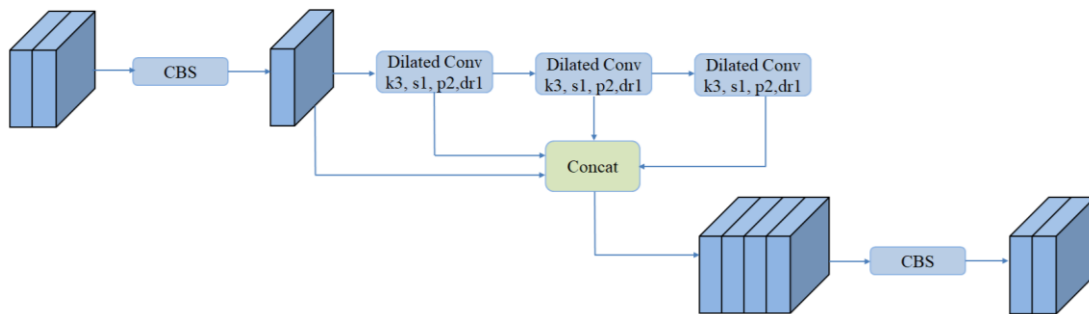 CBS
Dilated Conv
k3, s1, p2,dr1
Dilated Conv
k3, s1, p2,dr1
Dilated Conv
k3, s1, p2,dr1
Concat
CBS